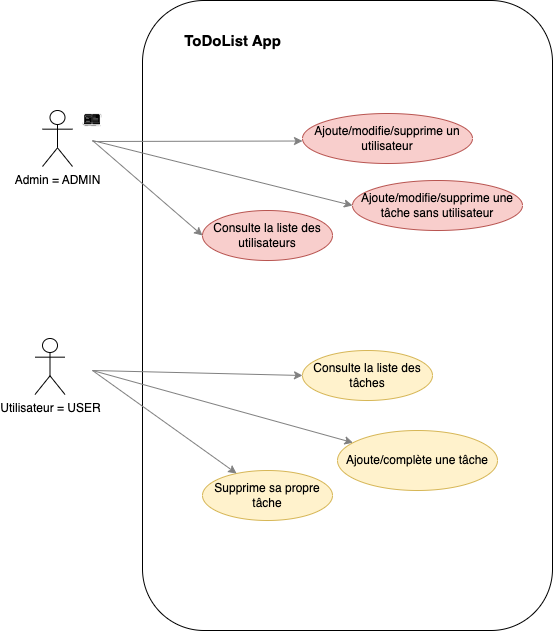 ToDoList App
Ajoute/modifie/supprime un
utilisateur
Admin = ADMIN
Ajoute/modifie/supprime une
tâche sans utilisateur
Consulte la liste des
utilisateurs
Consulte la liste des
tâches
Utilisateur = USER
Ajoute/complète une tâche
Supprime sa propre
tâche